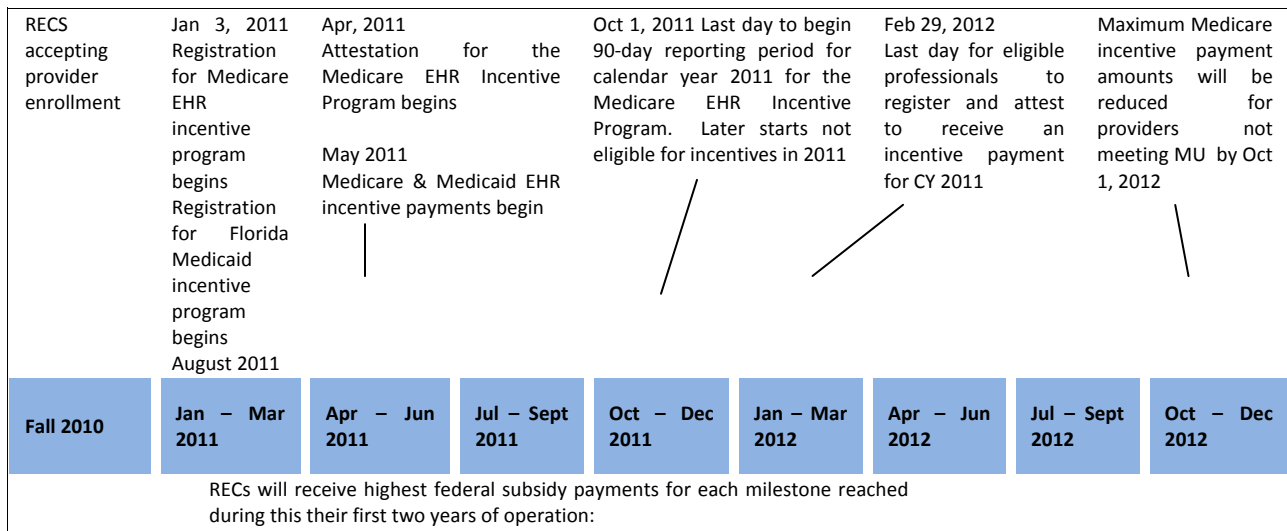 RECS
accepting
provider
enrollment
Jan 3, 2011
Registration
for Medicare
EHR
incentive
program
begins
Registration
for Florida
Medicaid
incentive
program
begins
August 2011
Apr, 2011
Attestation for the
Medicare EHR Incentive
Program begins
May 2011
Medicare & Medicaid EHR
incentive payments begin
Oct 1, 2011 Last day to begin
90-day reporting period for
calendar year 2011 for the
Medicare EHR Incentive
Program. Later starts not
eligible for incentives in 2011
Feb 29, 2012
Last day for eligible
professionals to
register and attest
to receive an
incentive payment
for CY 2011
Maximum Medicare
incentive payment
amounts will be
reduced for
providers not
meeting MU by Oct
1, 2012
Fall 2010
Jan – Mar
2011
Apr – Jun
2011
Jul – Sept
2011
Oct – Dec
2011
Jan – Mar
2012
Apr – Jun
2012
Jul – Sept
2012
Oct – Dec
2012
RECs will receive highest federal subsidy payments for each milestone reached
during this their first two years of operation: